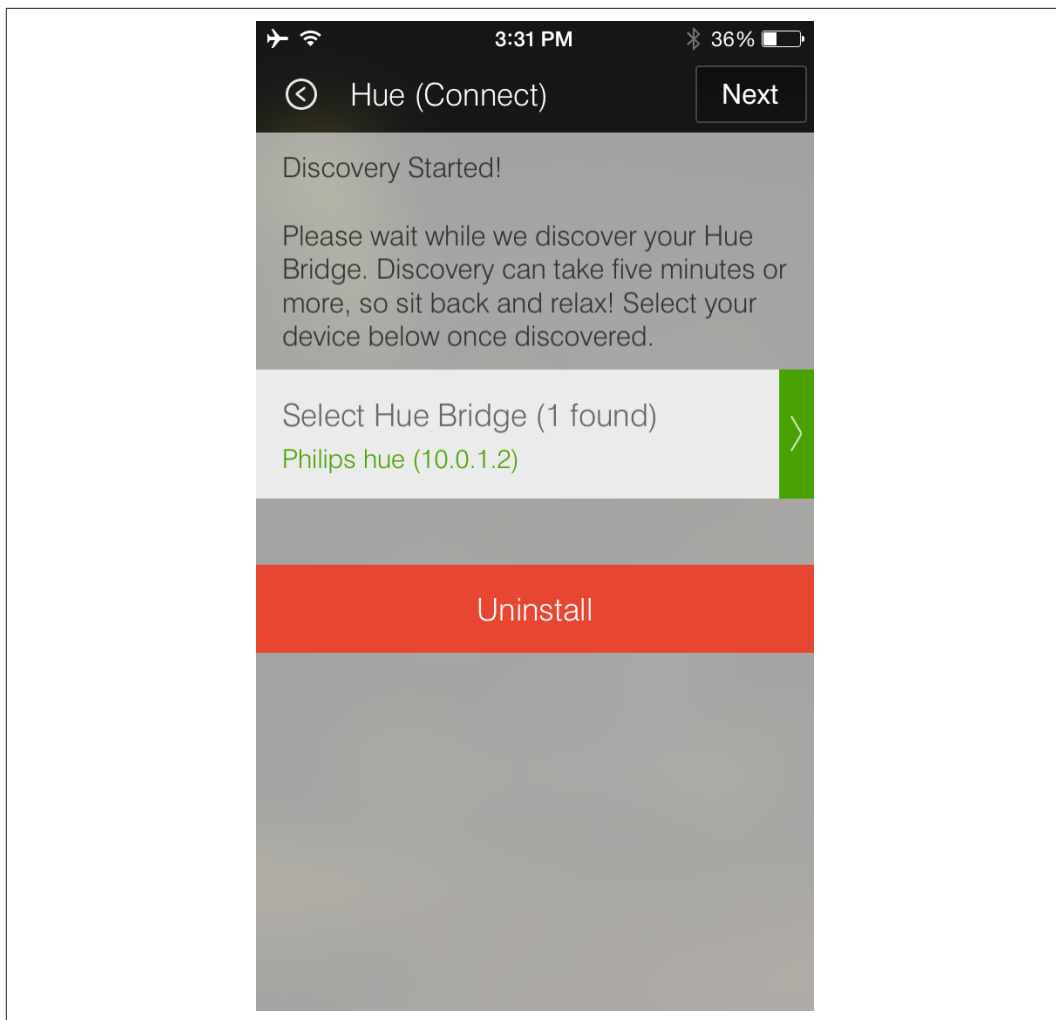 3:31 PM
36%
Hue (Connect)
Next
Discovery Started!
Please wait while we discover your Hue
Bridge. Discovery can take five minutes or
more, so sit back and relax! Select your
device below once discovered.
Select Hue Bridge (1 found)
Philips hue (10.0.1.2)
Uninstall